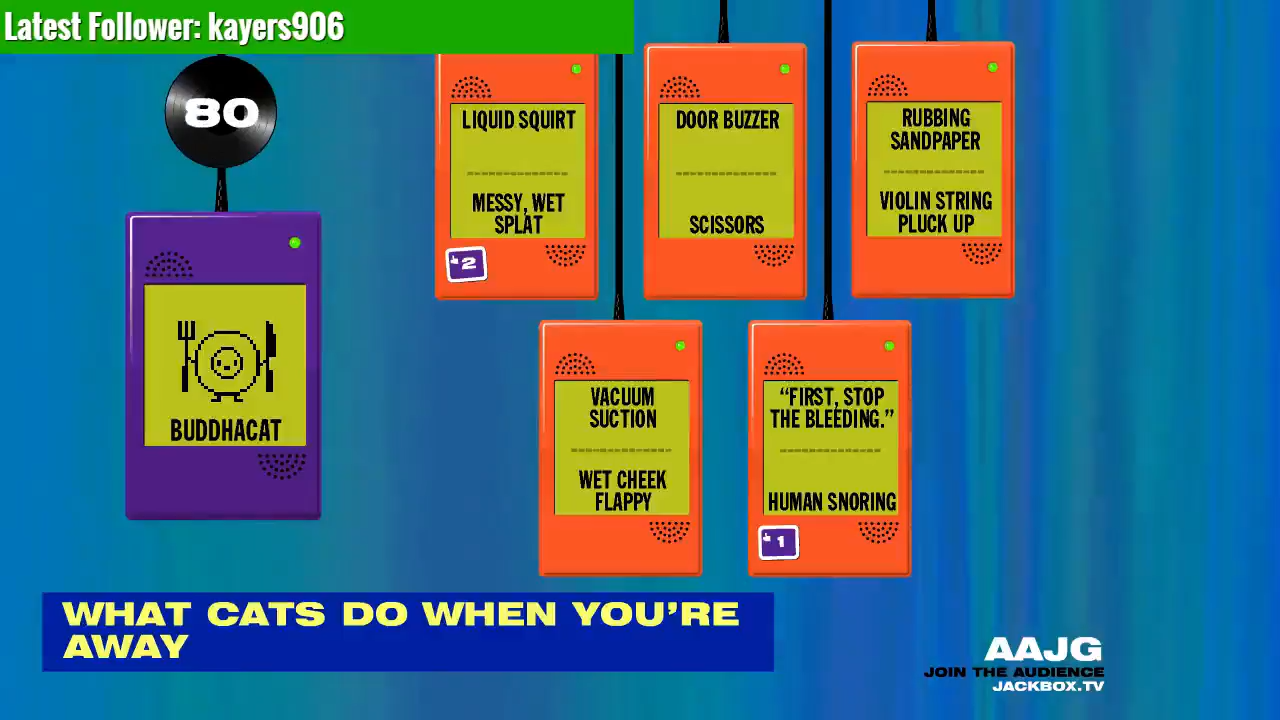 Latest Follower: kayers906
80
BUDDHACAT
LIQUID SQUIRT
MESSY, WET
SPLAT
2
DOOR BUZZER
SCISSORS
RUBBING
SANDPAPER
VIOLIN STRING
PLUCK UP
VACUUM
SUCTION
WET CHEEK
FLAPPY
“FIRST, STOP
THE BLEEDING.”
HUMAN SNORING
1
WHAT CATS DO WHEN YOU’RE
AWAY
AAJG
JOIN THE AUDIENCE
JACKBOX.TV